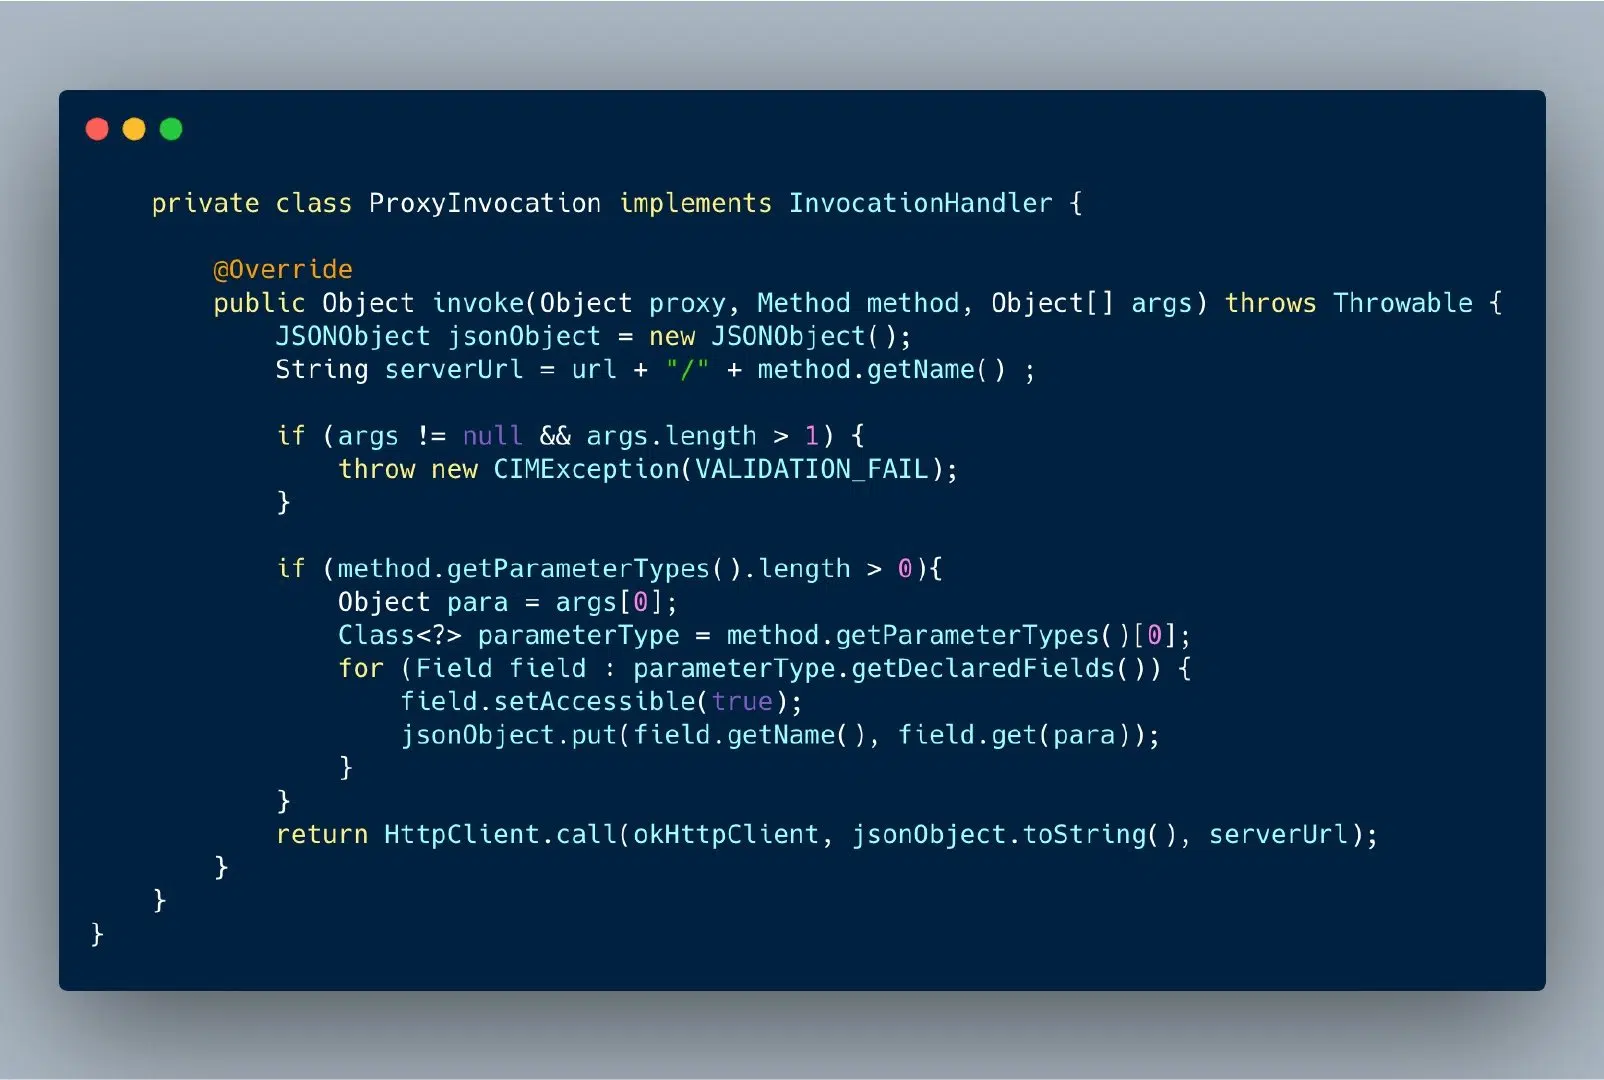 private class ProxyInvocation implements InvocationHandler {
@Override
public Object invoke(Object proxy, Method method, Object[] args) throws Throwable {
JSONObject jsonObject = new JSONObject();
String serverUrl = url + "/" + method.getName() ;
if (args != null && args.length > 1) {
throw new CIMException(VALIDATION_FAIL);
}
if (method.getParameterTypes().length > 0){
Object para = args[0];
Class<?> parameterType = method.getParameterTypes()[0];
for (Field field : parameterType.getDeclaredFields()) {
field.setAccessible(true);
jsonObject.put(field.getName(), field.get(para));
}
}
return HttpClient.call(okHttpClient, jsonObject.toString(), serverUrl);
}
}
}